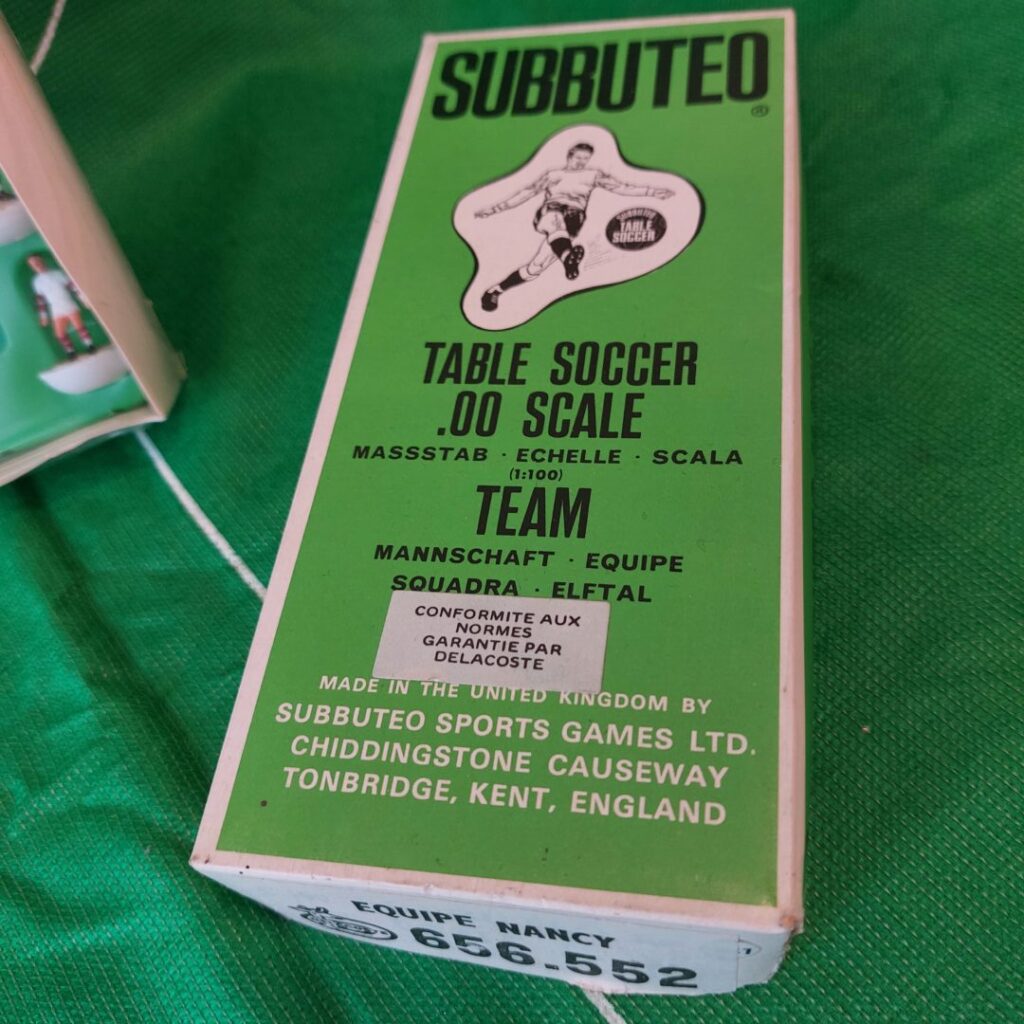 SUBBUTEO
®
SUBBUTEO
TABLE
SOCCER
TABLE SOCCER
.00 SCALE
MASSSTAB · ECHELLE · SCALA
(1:100)
TEAM
MANNSCHAFT · EQUIPE
SQUADRA · ELFTAL
CONFORMITE AUX
NORMES
GARANTIE PAR
DELACOSTE
MADE IN THE UNITED KINGDOM BY
SUBBUTEO SPORTS GAMES LTD.
CHIDDINGSTONE CAUSEWAY
TONBRIDGE, KENT, ENGLAND
EQUIPE NANCY
656.552